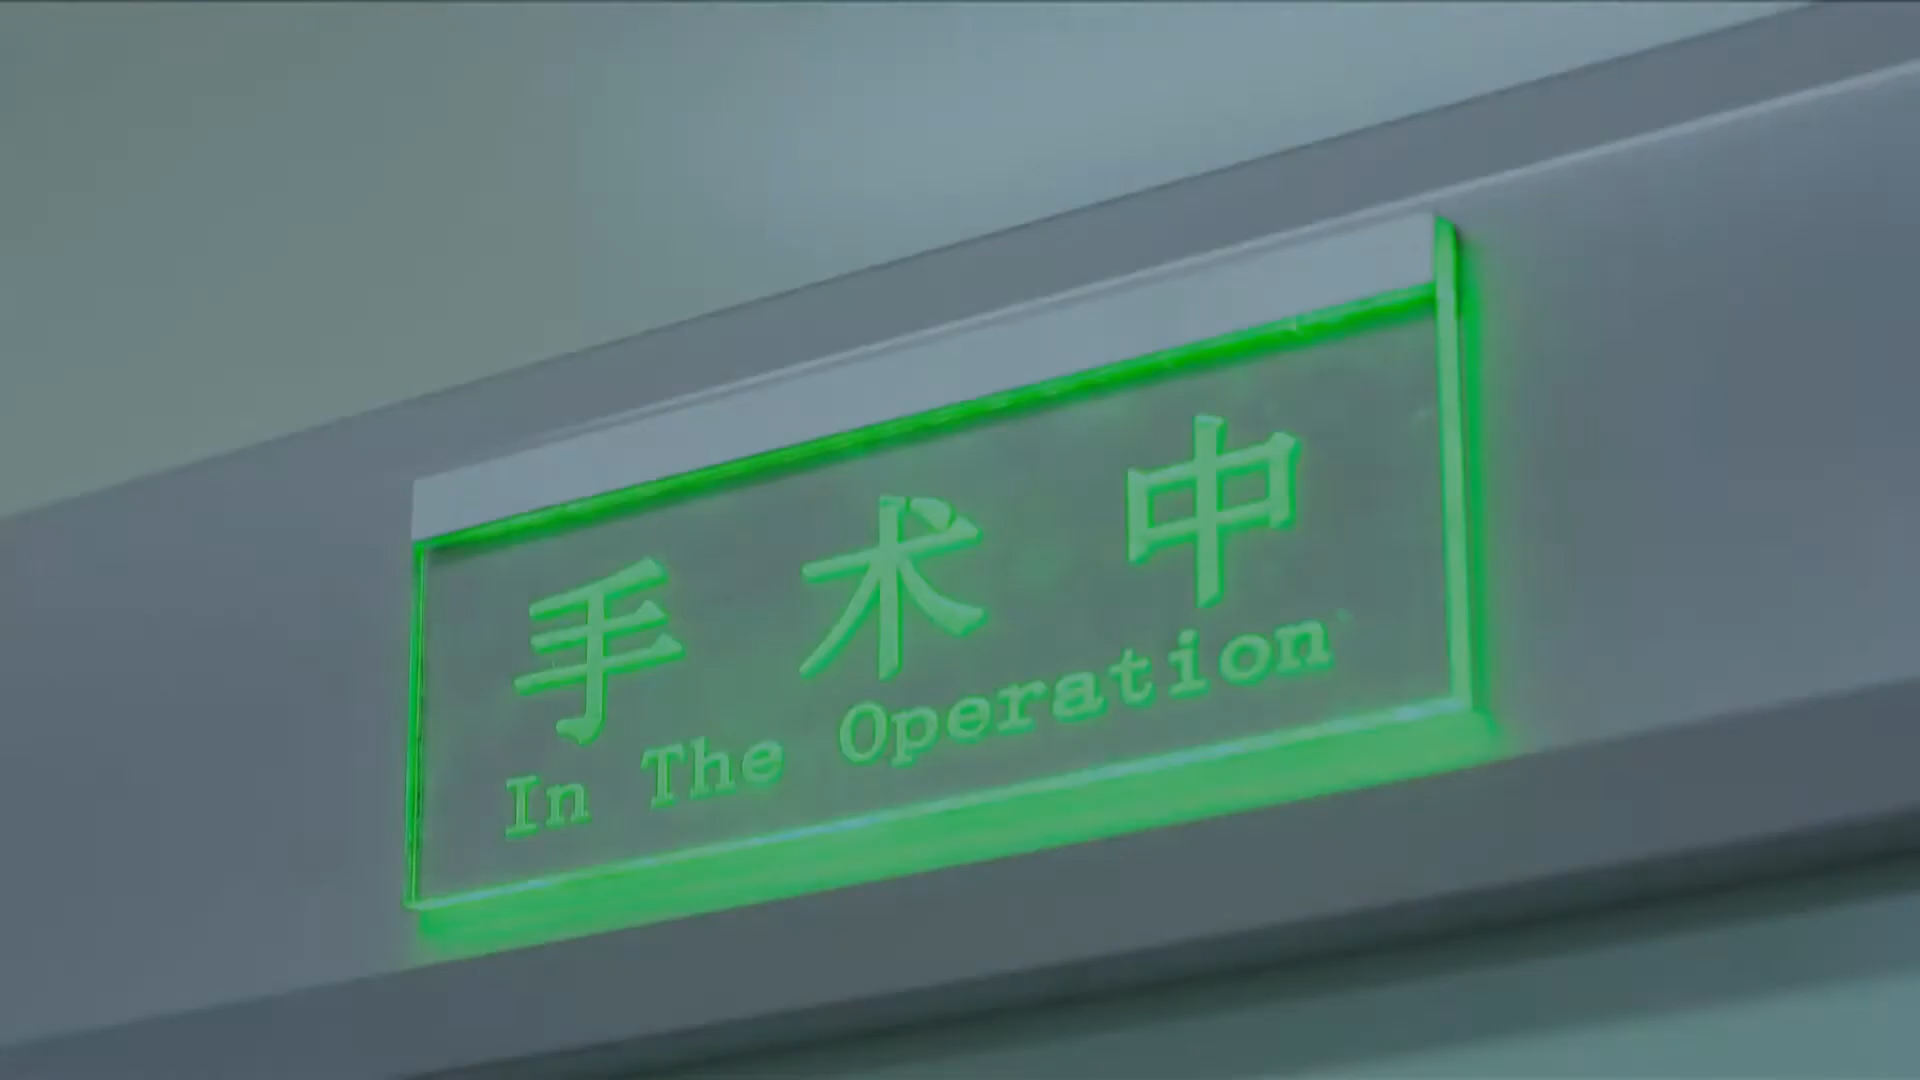 手术中
In The Operation